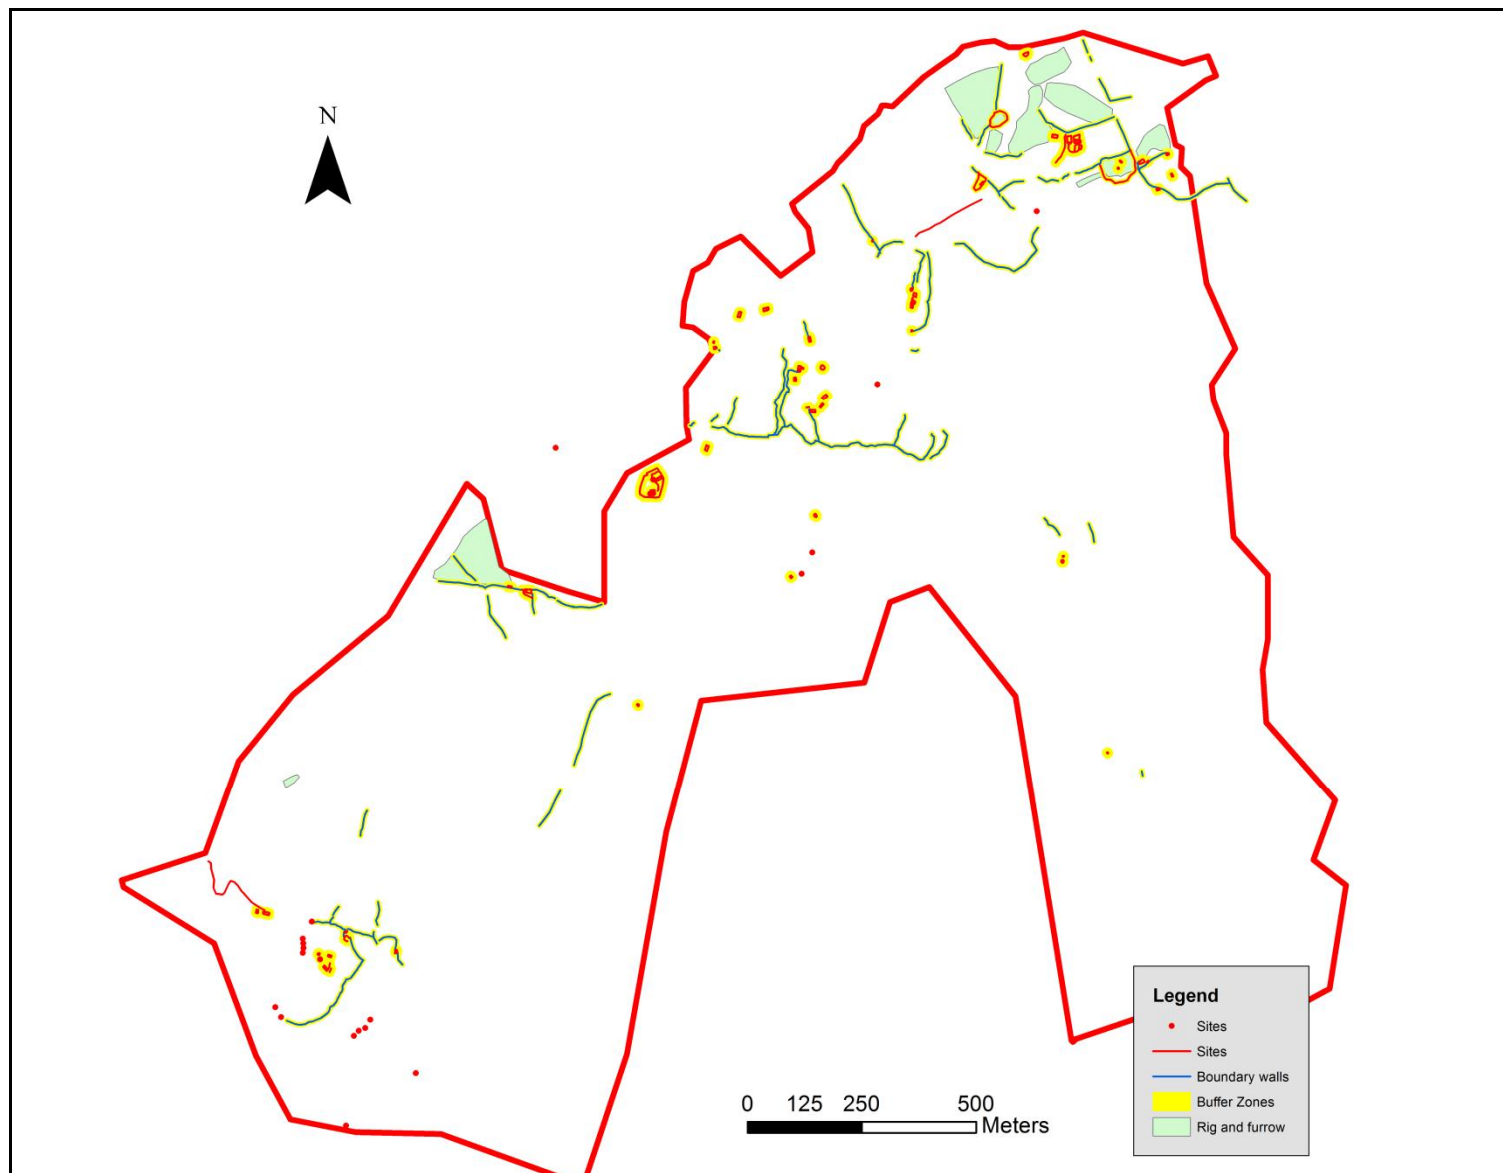 N
0 125 250 500
Meters
Legend
Sites
Sites
Boundary walls
Buffer Zones
Rig and furrow